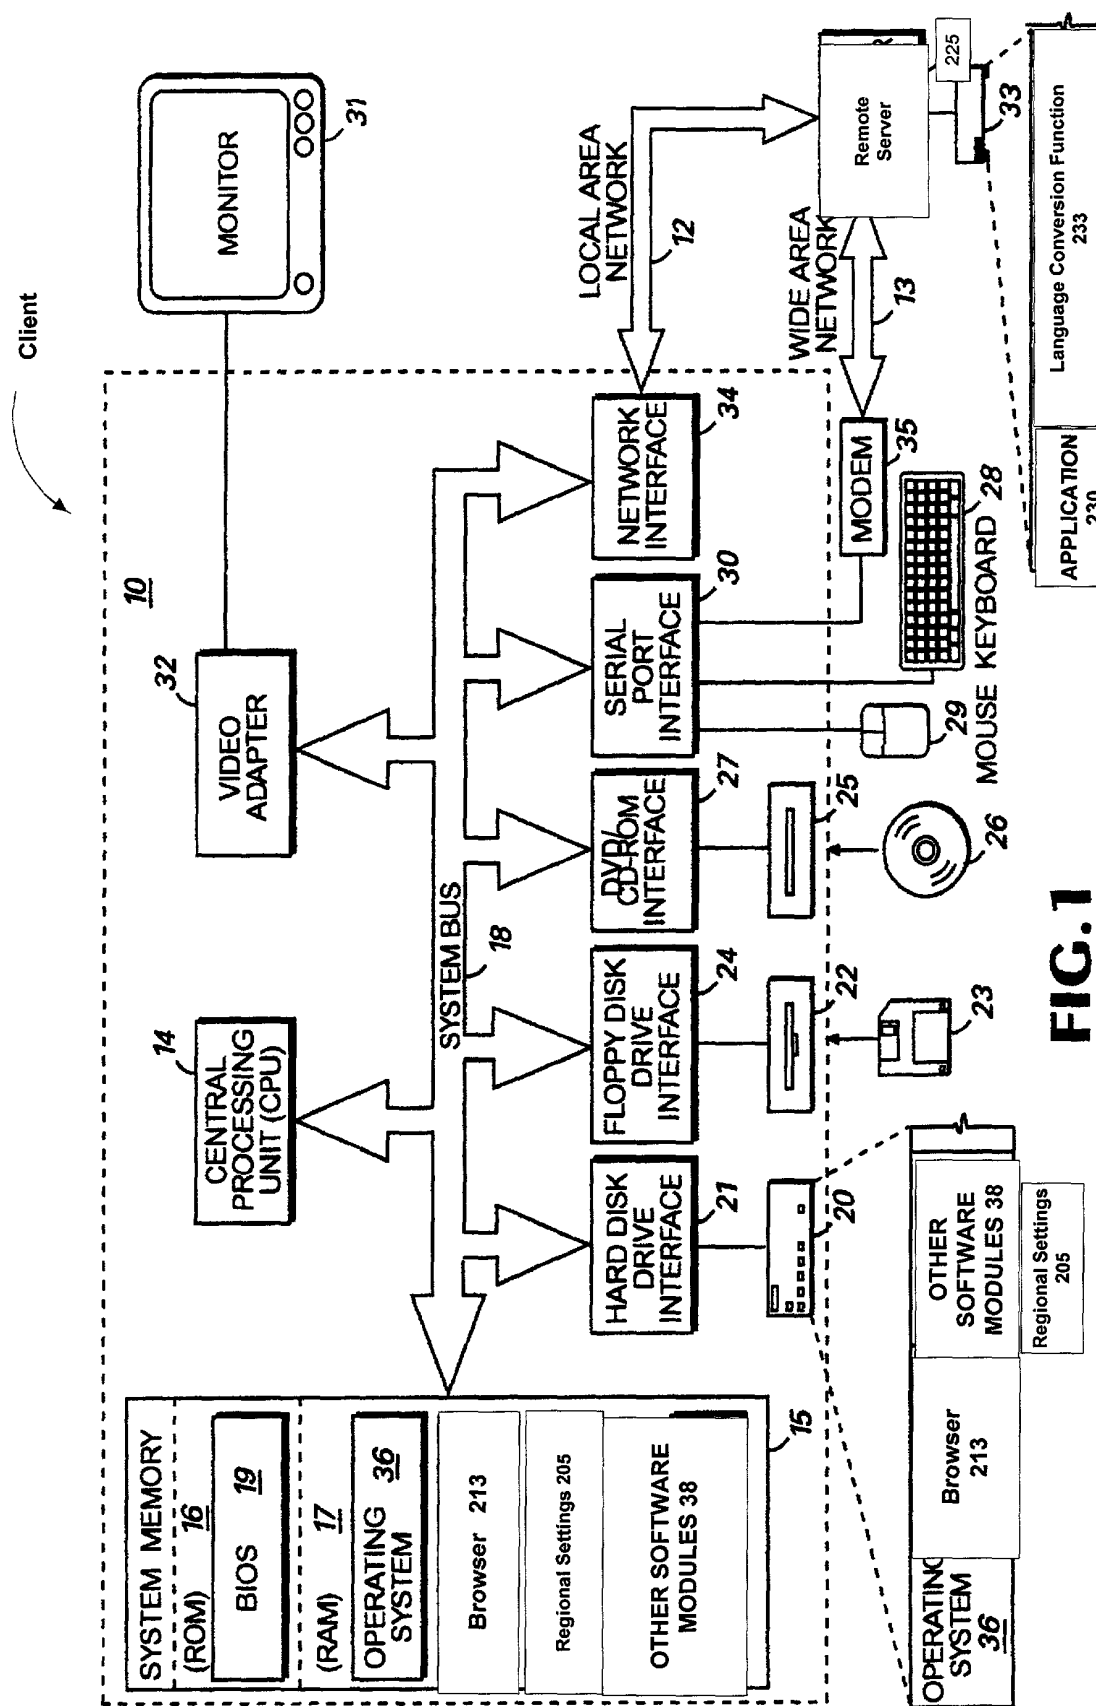 Client
10
SYSTEM MEMORY
(ROM) 16
BIOS 19
(RAM) 17
OPERATING
SYSTEM 36
Browser 213
Regional Settings 205
OTHER SOFTWARE
MODULES 38
15
14
CENTRAL
PROCESSING
UNIT (CPU)
32
VIDEO
ADAPTER
MONITOR
31
SYSTEM BUS
18
HARD DISK
DRIVE
INTERFACE
21
FLOPPY DISK
DRIVE
INTERFACE
24
DVD/
CD-ROM
INTERFACE
27
SERIAL
PORT
INTERFACE
30
NETWORK
INTERFACE
34
LOCAL AREA
NETWORK
12
WIDE AREA
NETWORK
13
Remote
Server
R
225
33
20
22
25
23
26
29
MOUSE
KEYBOARD
28
MODEM
35
OPERATING
SYSTEM
36
Browser
213
OTHER
SOFTWARE
MODULES 38
Regional Settings
205
APPLICATION
230
Language Conversion Function
233
FIG.1